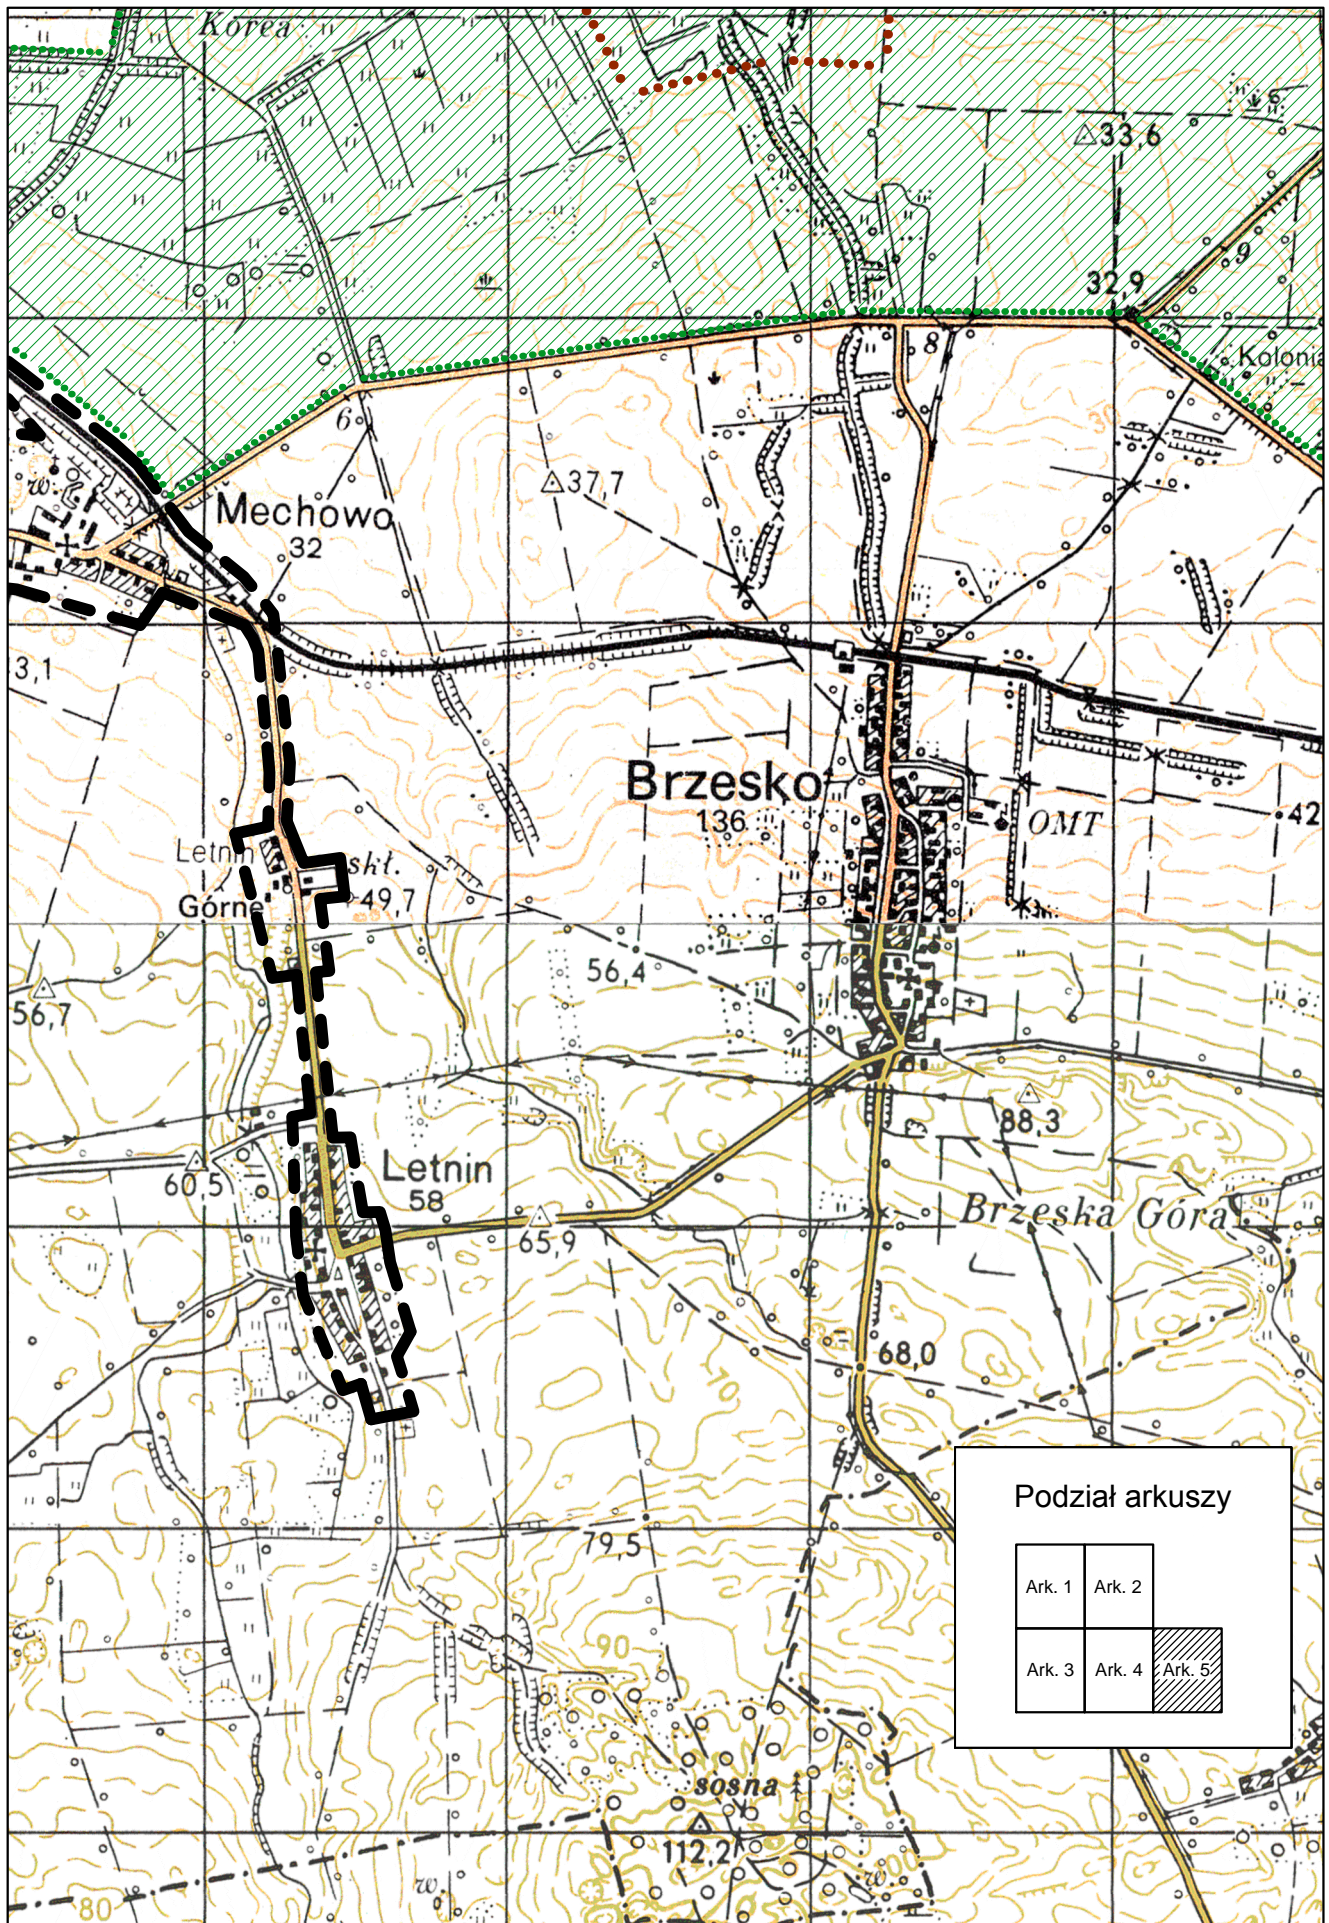 Korea
6
33,6
9
32,9
8
Kolonia
30
6
37,7
w.
Mechowo
32
3,1
Brzesko
136
OMT
42
Letnin
Górne
skł.
49,7
56,4
56,7
88,3
Letnin
58
60,5
65,9
Brzeska Góra
68,0
70
Podział arkuszy
Ark. 1
Ark. 2
Ark. 3
Ark. 4
Ark. 5
79,5
90
sosna
112,2
w.
w
80